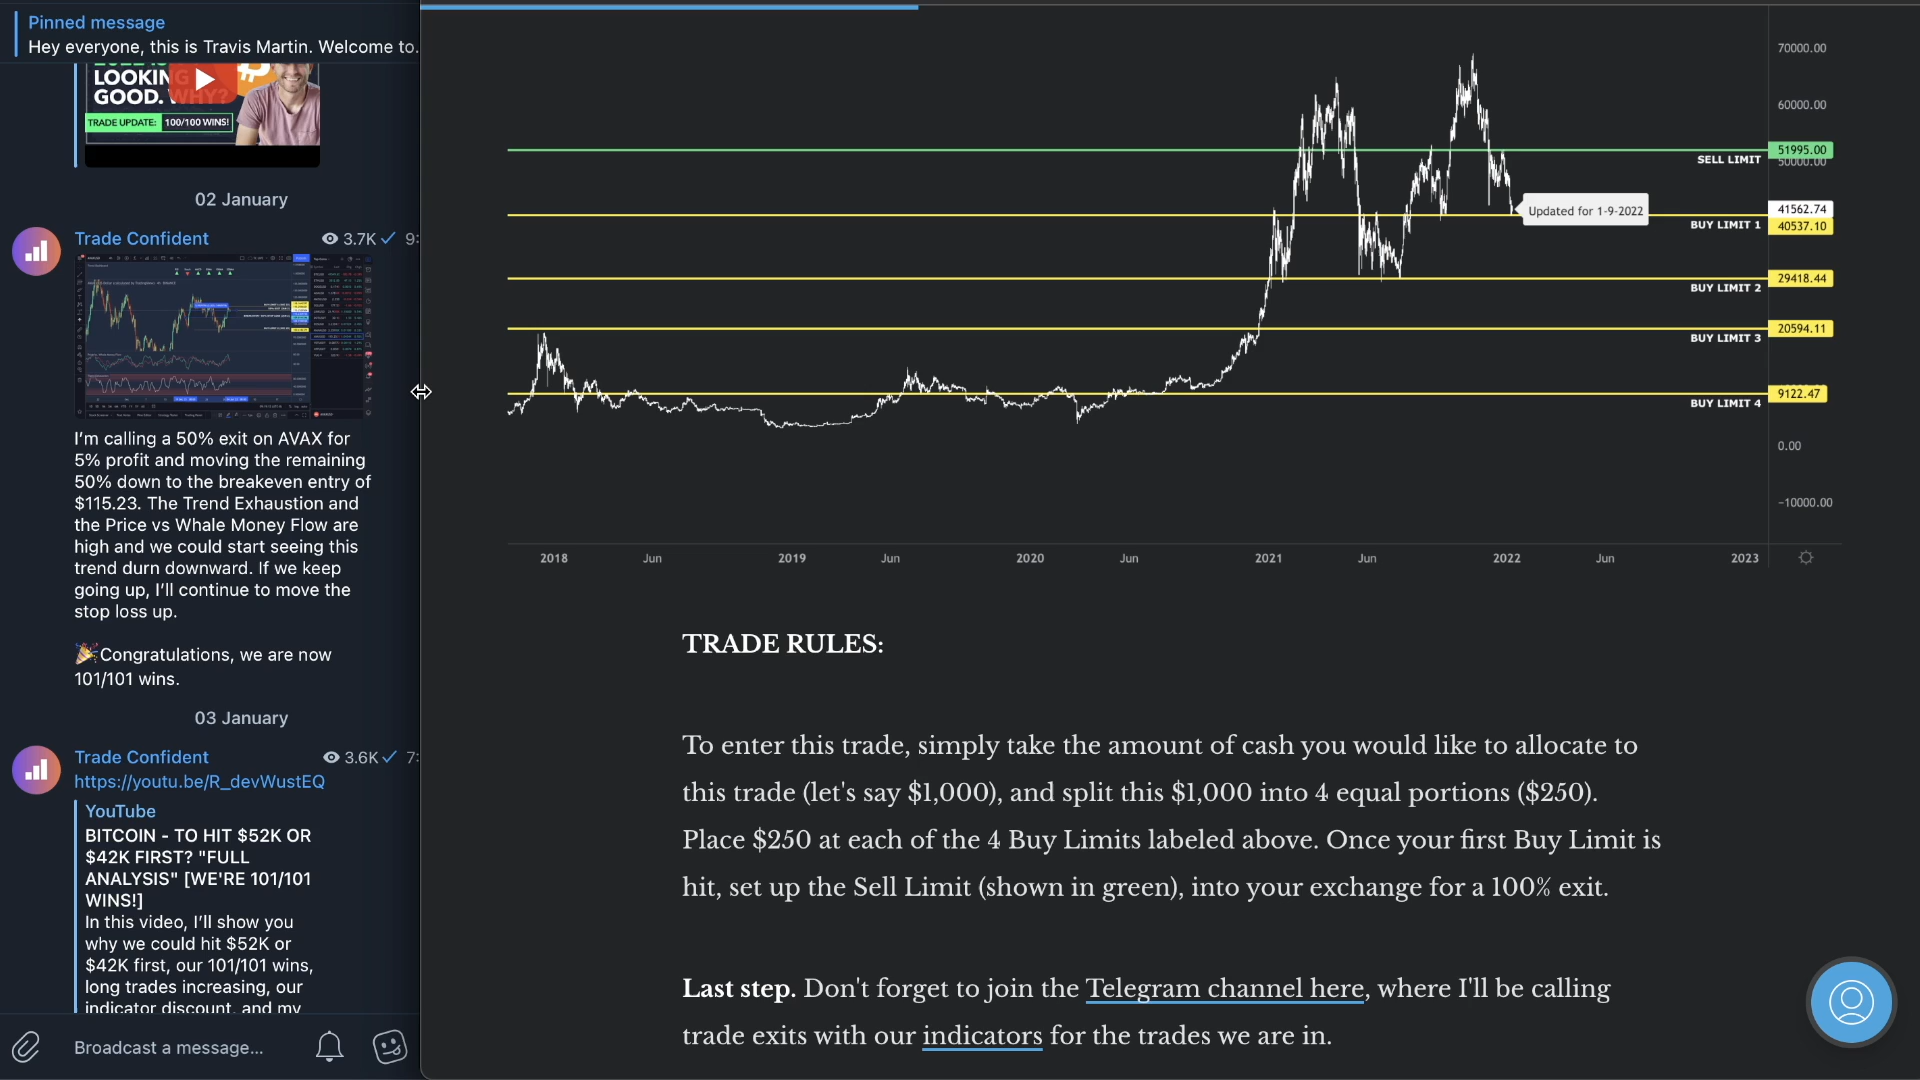 Pinned message
Hey everyone, this is Travis Martin. Welcome to.
LOOKING
GOOD. WHY?
TRADE UPDATE: 100/100 WINS!
02 January
Trade Confident 3.7K 9:
I'm calling a 50% exit on AVAX for
5% profit and moving the remaining
50% down to the breakeven entry of
$115.23. The Trend Exhaustion and
the Price vs Whale Money Flow are
high and we could start seeing this
trend durn downward. If we keep
going up, I'll continue to move the
stop loss up.
🎉Congratulations, we are now
101/101 wins.
03 January
Trade Confident 3.6K 7:
https://youtu.be/R_devWustEQ
YouTube
BITCOIN - TO HIT $52K OR
$42K FIRST? "FULL
ANALYSIS" [WE'RE 101/101
WINS!]
In this video, I'll show you
why we could hit $52K or
$42K first, our 101/101 wins,
long trades increasing, our
indicator discount, and my
Broadcast a message...
70000.00
60000.00
51995.00
50000.00
SELL LIMIT
41562.74
Updated for 1-9-2022
BUY LIMIT 1 40537.10
29418.44
BUY LIMIT 2
20594.11
BUY LIMIT 3
9122.47
BUY LIMIT 4
0.00
-10000.00
2018 Jun 2019 Jun 2020 Jun 2021 Jun 2022 Jun 2023
TRADE RULES:
To enter this trade, simply take the amount of cash you would like to allocate to
this trade (let's say $1,000), and split this $1,000 into 4 equal portions ($250).
Place $250 at each of the 4 Buy Limits labeled above. Once your first Buy Limit is
hit, set up the Sell Limit (shown in green), into your exchange for a 100% exit.
Last step. Don't forget to join the Telegram channel here, where I'll be calling
trade exits with our indicators for the trades we are in.